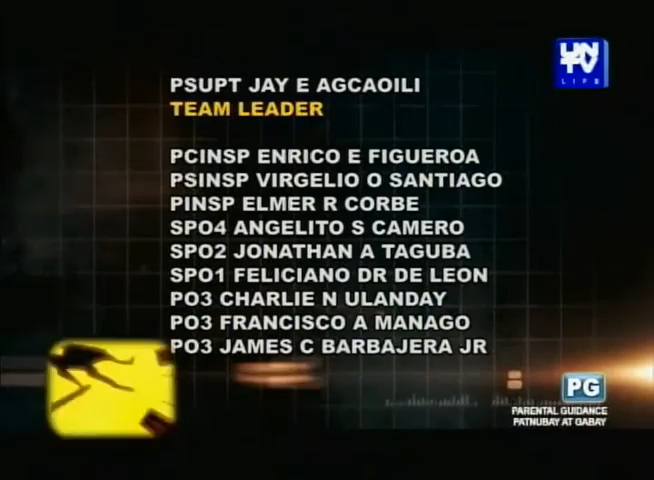 UN
TV
LIFE
PSUPT JAY E AGCAOILI
TEAM LEADER
PCINSP ENRICO E FIGUEROA
PSINSP VIRGELIO O SANTIAGO
PINSP ELMER R CORBE
SPO4 ANGELITO S CAMERO
SPO2 JONATHAN A TAGUBA
SPO1 FELICIANO DR DE LEON
PO3 CHARLIE N ULANDAY
PO3 FRANCISCO A MANAGO
PO3 JAMES C BARBAJERA JR
PG
PARENTAL GUIDANCE
PATNUBAY AT GABAY